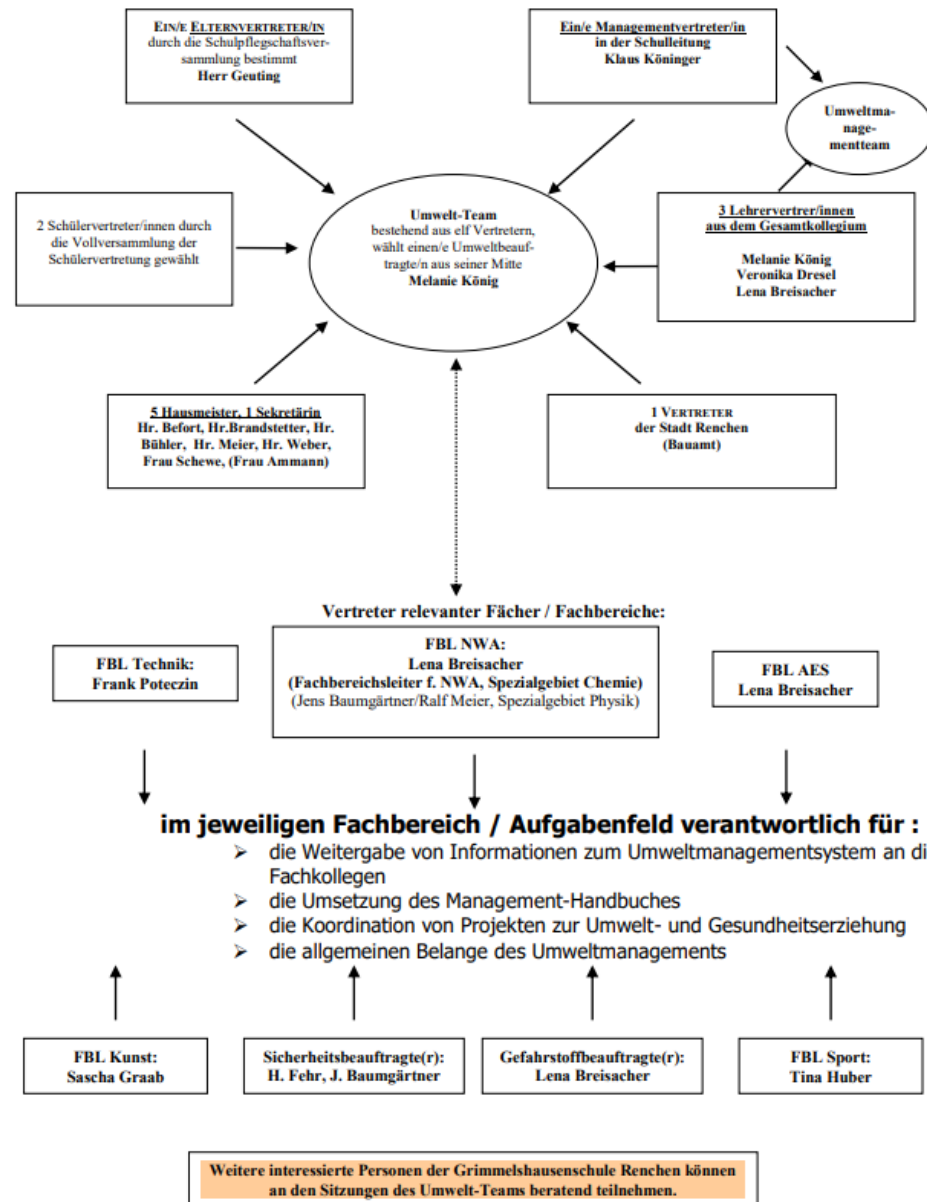 EIN/E ELTERNVERTRETER/IN
durch die Schulpflegschaftsver-
sammlung bestimmt
Herr Geuting
Ein/e Managementvertreter/in
in der Schulleitung
Klaus Köninger
Umweltma-
nage-
mentteam
2 Schülervertreter/innen durch
die Vollversammlung der
Schülervertretung gewählt
Umwelt-Team
bestehend aus elf Vertretern,
wählt einen/e Umweltbeauf-
tragte/n aus seiner Mitte
Melanie König
3 Lehrervertrer/innen
aus dem Gesamtkollegium
Melanie König
Veronika Dresel
Lena Breisacher
5 Hausmeister, 1 Sekretärin
Hr. Befort, Hr.Brandstetter, Hr.
Bühler, Hr. Meier, Hr. Weber,
Frau Schewe, (Frau Ammann)
1 VERTRETER
der Stadt Renchen
(Bauamt)
Vertreter relevanter Fächer / Fachbereiche:
FBL Technik:
Frank Poteczin
FBL NWA:
Lena Breisacher
(Fachbereichsleiter f. NWA, Spezialgebiet Chemie)
(Jens Baumgärtner/Ralf Meier, Spezialgebiet Physik)
FBL AES
Lena Breisacher
im jeweiligen Fachbereich / Aufgabenfeld verantwortlich für :
➢ die Weitergabe von Informationen zum Umweltmanagementsystem an di
Fachkollegen
➢ die Umsetzung des Management-Handbuches
➢ die Koordination von Projekten zur Umwelt- und Gesundheitserziehung
➢ die allgemeinen Belange des Umweltmanagements
FBL Kunst:
Sascha Graab
Sicherheitsbeauftragte(r):
H. Fehr, J. Baumgärtner
Gefahrstoffbeauftragte(r):
Lena Breisacher
FBL Sport:
Tina Huber
Weitere interessierte Personen der Grimmelshausenschule Renchen können
an den Sitzungen des Umwelt-Teams beratend teilnehmen.